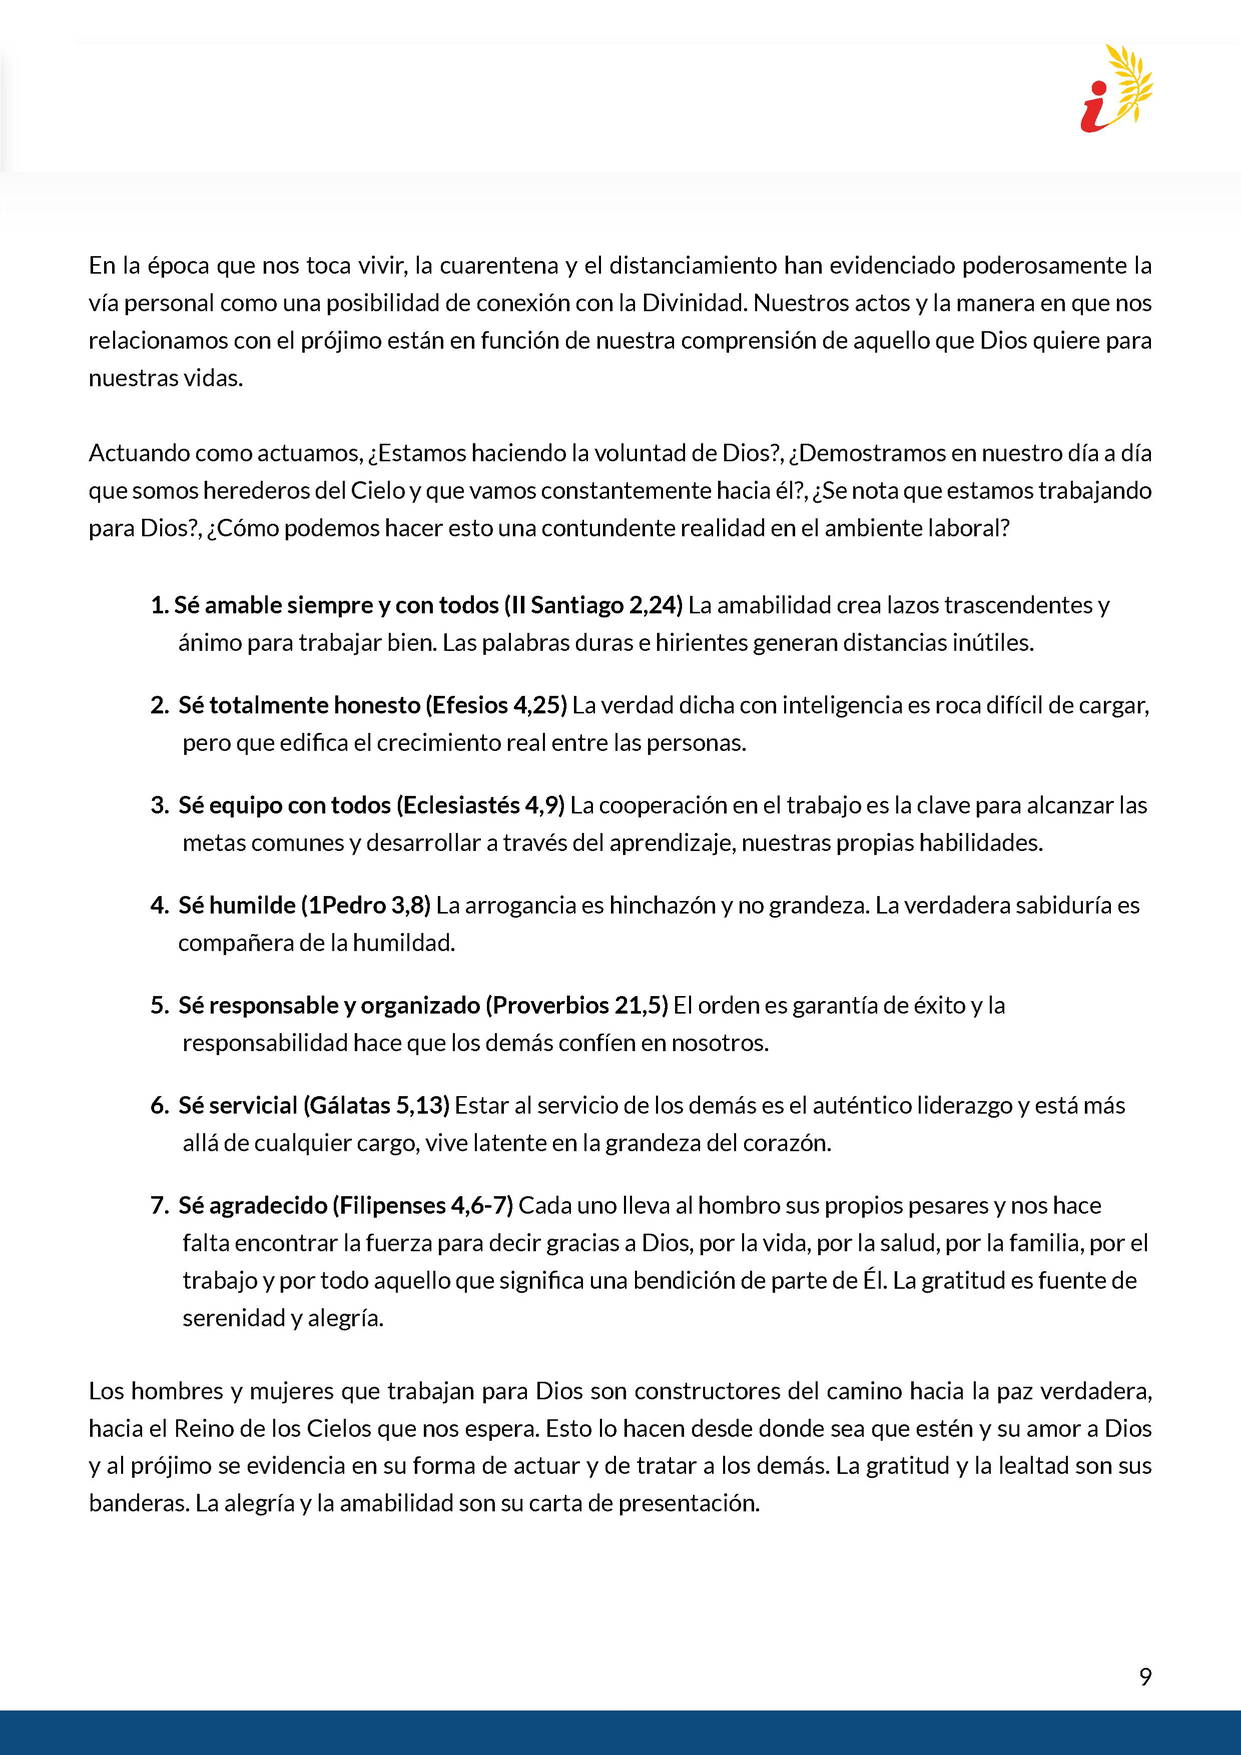 i
En la época que nos toca vivir, la cuarentena y el distanciamiento han evidenciado poderosamente la
vía personal como una posibilidad de conexión con la Divinidad. Nuestros actos y la manera en que nos
relacionamos con el prójimo están en función de nuestra comprensión de aquello que Dios quiere para
nuestras vidas.
Actuando como actuamos, ¿Estamos haciendo la voluntad de Dios?, ¿Demostramos en nuestro día a día
que somos herederos del Cielo y que vamos constantemente hacia él?, ¿Se nota que estamos trabajando
para Dios?, ¿Cómo podemos hacer esto una contundente realidad en el ambiente laboral?
1. Sé amable siempre y con todos (II Santiago 2,24) La amabilidad crea lazos trascendentes y
ánimo para trabajar bien. Las palabras duras e hirientes generan distancias inútiles.
2. Sé totalmente honesto (Efesios 4,25) La verdad dicha con inteligencia es roca difícil de cargar,
pero que edifica el crecimiento real entre las personas.
3. Sé equipo con todos (Eclesiastés 4,9) La cooperación en el trabajo es la clave para alcanzar las
metas comunes y desarrollar a través del aprendizaje, nuestras propias habilidades.
4. Sé humilde (1Pedro 3,8) La arrogancia es hinchazón y no grandeza. La verdadera sabiduría es
compañera de la humildad.
5. Sé responsable y organizado (Proverbios 21,5) El orden es garantía de éxito y la
responsabilidad hace que los demás confíen en nosotros.
6. Sé servicial (Gálatas 5,13) Estar al servicio de los demás es el auténtico liderazgo y está más
allá de cualquier cargo, vive latente en la grandeza del corazón.
7. Sé agradecido (Filipenses 4,6-7) Cada uno lleva al hombro sus propios pesares y nos hace
falta encontrar la fuerza para decir gracias a Dios, por la vida, por la salud, por la familia, por el
trabajo y por todo aquello que significa una bendición de parte de Él. La gratitud es fuente de
serenidad y alegría.
Los hombres y mujeres que trabajan para Dios son constructores del camino hacia la paz verdadera,
hacia el Reino de los Cielos que nos espera. Esto lo hacen desde donde sea que estén y su amor a Dios
y al prójimo se evidencia en su forma de actuar y de tratar a los demás. La gratitud y la lealtad son sus
banderas. La alegría y la amabilidad son su carta de presentación.
9